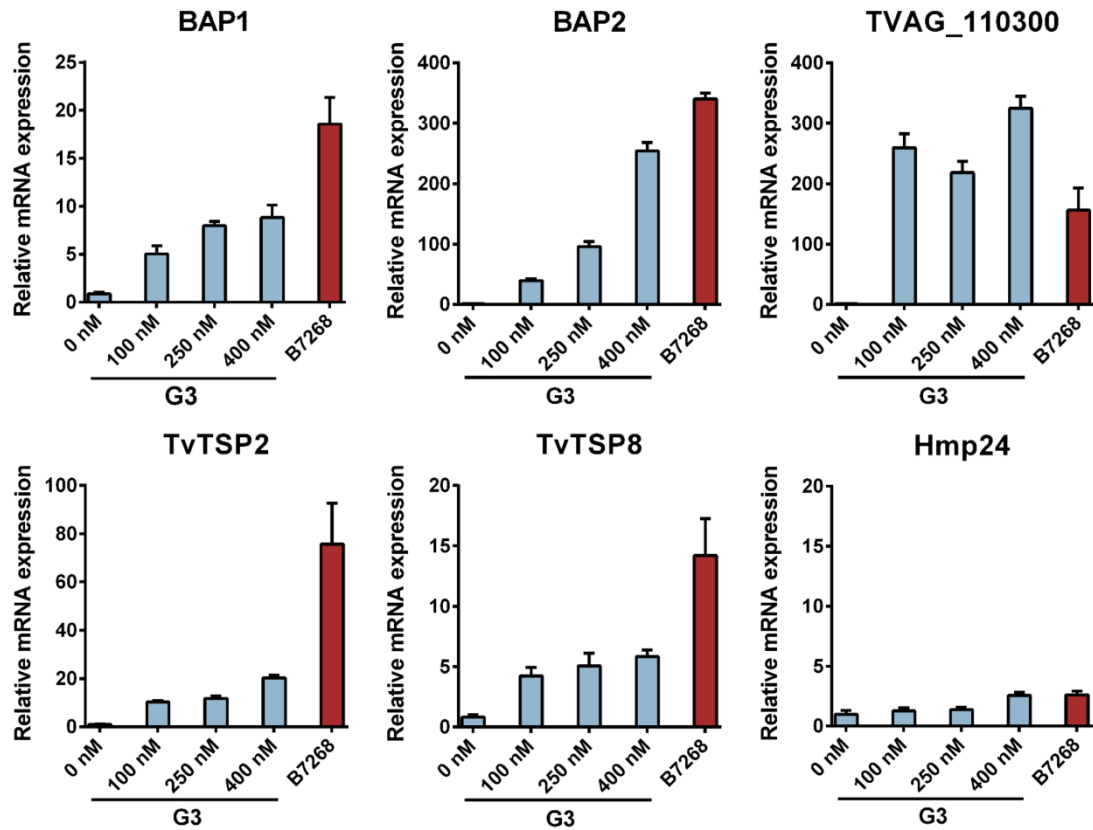 BAP1
Relative mRNA expression
25
20
15
10
5
0
0 nM
100 nM
250 nM
400 nM
B7268
G3
BAP2
Relative mRNA expression
400
300
200
100
0
0 nM
100 nM
250 nM
400 nM
B7268
G3
TVAG_110300
Relative mRNA expression
400
300
200
100
0
0 nM
100 nM
250 nM
400 nM
B7268
G3
TvTSP2
Relative mRNA expression
100
80
60
40
20
0
0 nM
100 nM
250 nM
400 nM
B7268
G3
TvTSP8
Relative mRNA expression
20
15
10
5
0
0 nM
100 nM
250 nM
400 nM
B7268
G3
Hmp24
Relative mRNA expression
20
15
10
5
0
0 nM
100 nM
250 nM
400 nM
B7268
G3